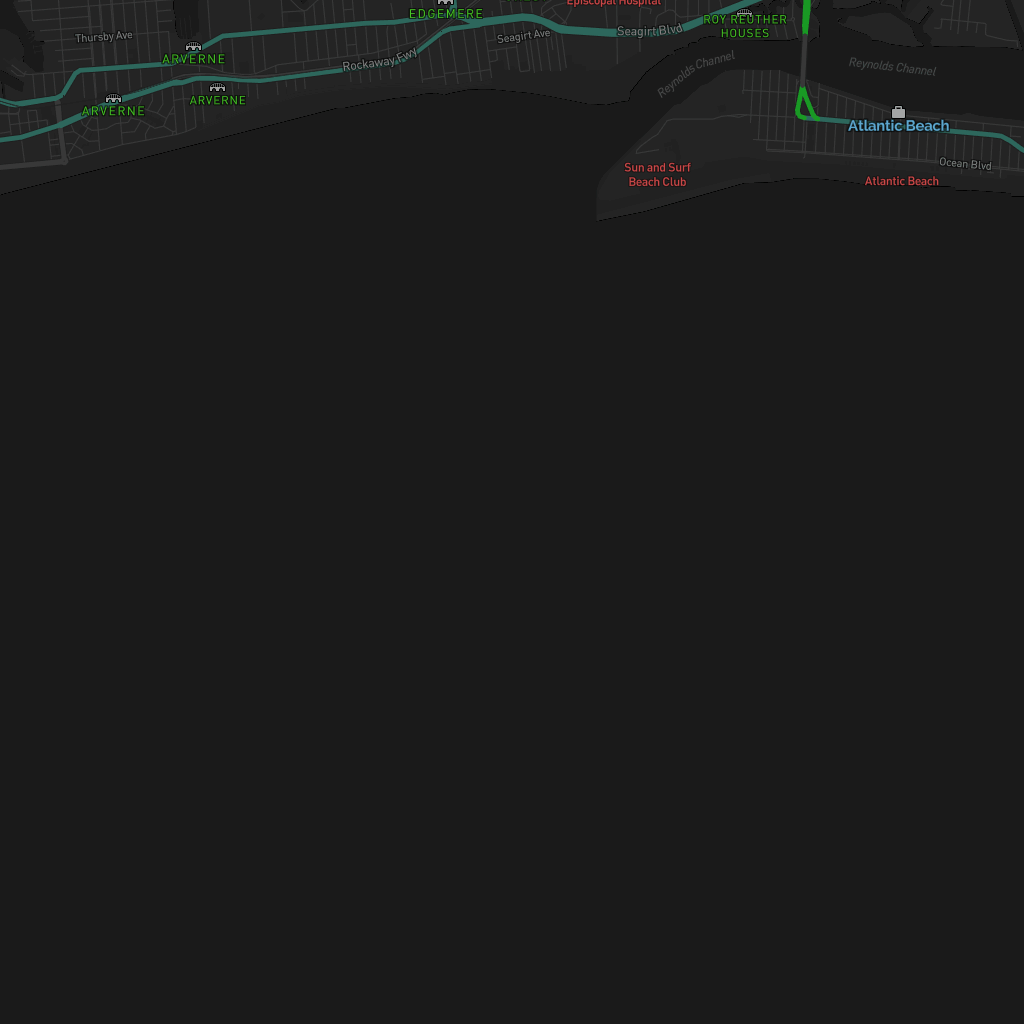 Episcopal Hospital
EDGEMERE
ROY REUTHER
HOUSES
Seagirt Blvd
Seagirt Ave
Thursby Ave
ARVERNE
Rockaway Fwy
Reynolds Channel
Reynolds Channel
ARVERNE
ARVERNE
Atlantic Beach
Ocean Blvd
Sun and Surf
Beach Club
Atlantic Beach